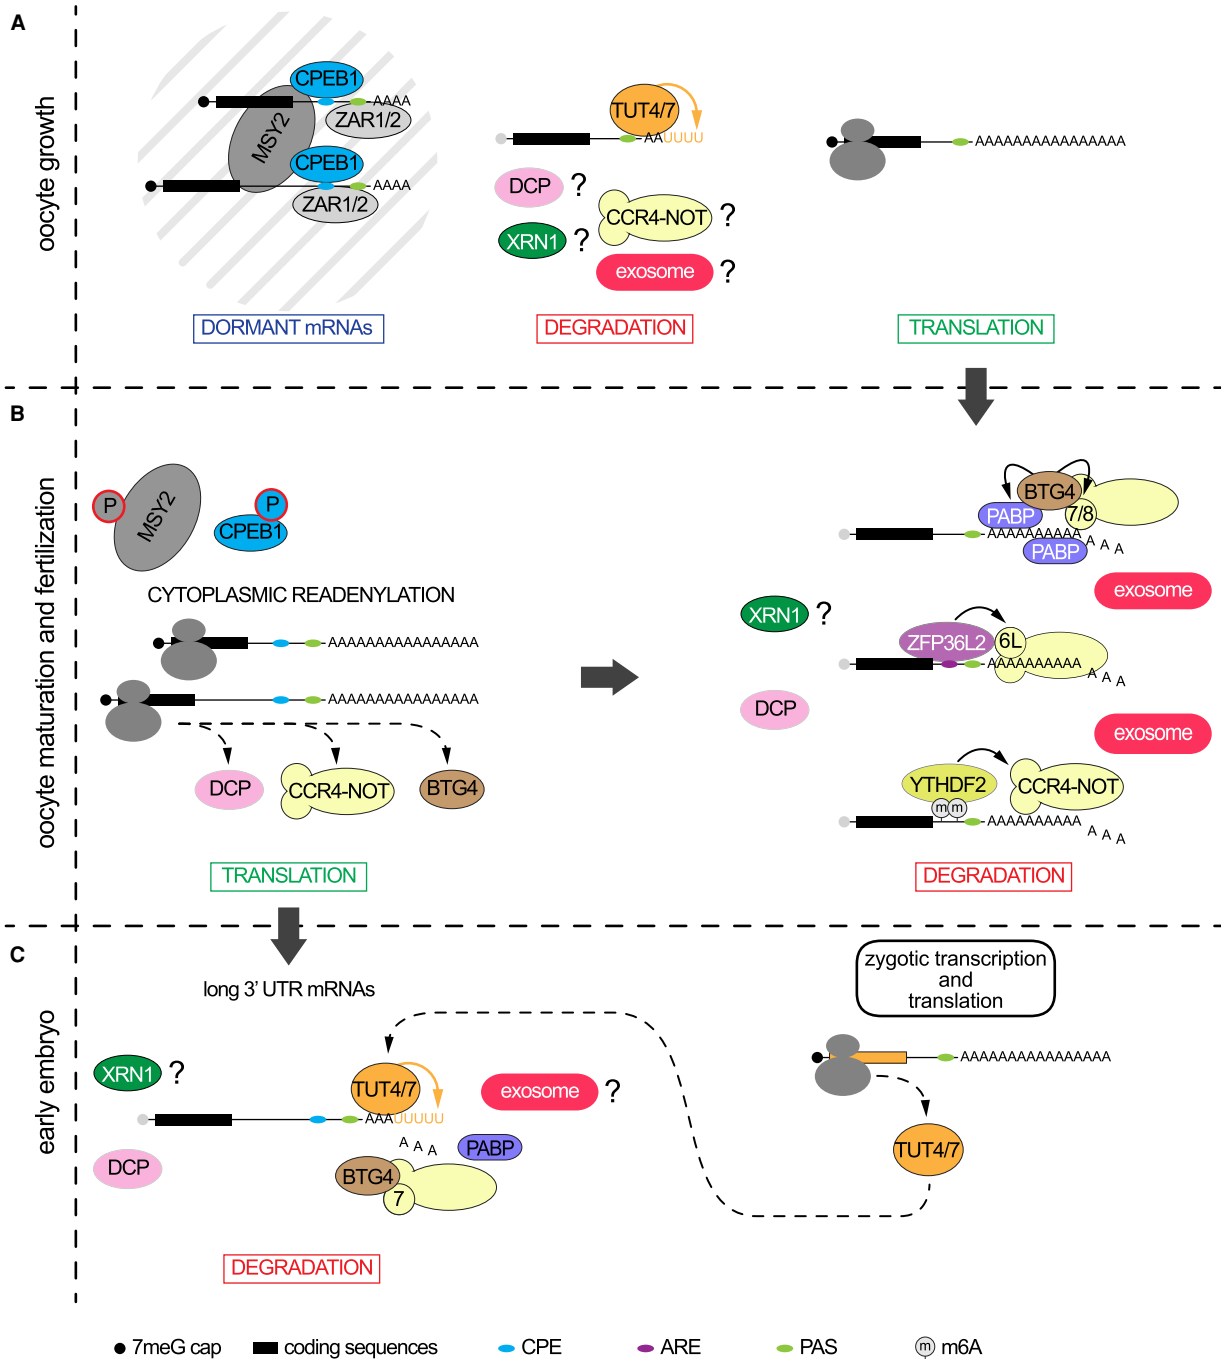 A
oocyte growth
CPEB1
AAAA
MSY2
ZAR1/2
CPEB1
AAAA
ZAR1/2
DORMANT mRNAs
TUT4/7
AAUUUU
DCP ?
CCR4-NOT ?
XRN1 ?
exosome ?
DEGRADATION
AAAAAAAAAAAAAAAA
TRANSLATION
B
oocyte maturation and fertilization
P
MSY2
P
CPEB1
CYTOPLASMIC READENYLATION
AAAAAAAAAAAAAAAA
AAAAAAAAAAAAAAAA
DCP
CCR4-NOT
BTG4
TRANSLATION
BTG4
PABP
7/8
AAAAAAAAAA
A A A
PABP
exosome
XRN1 ?
ZFP36L2
6L
AAAAAAAAAA
A A A
DCP
exosome
YTHDF2
CCR4-NOT
m m
AAAAAAAAAA
A A A
DEGRADATION
C
early embryo
long 3’ UTR mRNAs
XRN1 ?
TUT4/7
exosome ?
AAAUUUUU
A A A
PABP
DCP
BTG4
7
DEGRADATION
zygotic transcription
and
translation
AAAAAAAAAAAAAAAA
TUT4/7
7meG cap
coding sequences
CPE
ARE
PAS
m
m6A